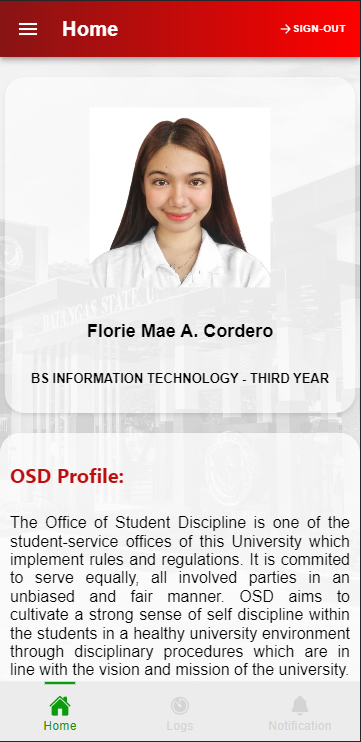 Home
SIGN-OUT
BATANGAS STATE U
Florie Mae A. Cordero
BS INFORMATION TECHNOLOGY - THIRD YEAR
OSD Profile:
The Office of Student Discipline is one of the
student-service offices of this University which
implement rules and regulations. It is commited
to serve equally, all involved parties in an
unbiased and fair manner. OSD aims to
cultivate a strong sense of self discipline within
the students in a healthy university environment
through disciplinary procedures which are in
line with the vision and mission of the university.
Home
Logs
Notification